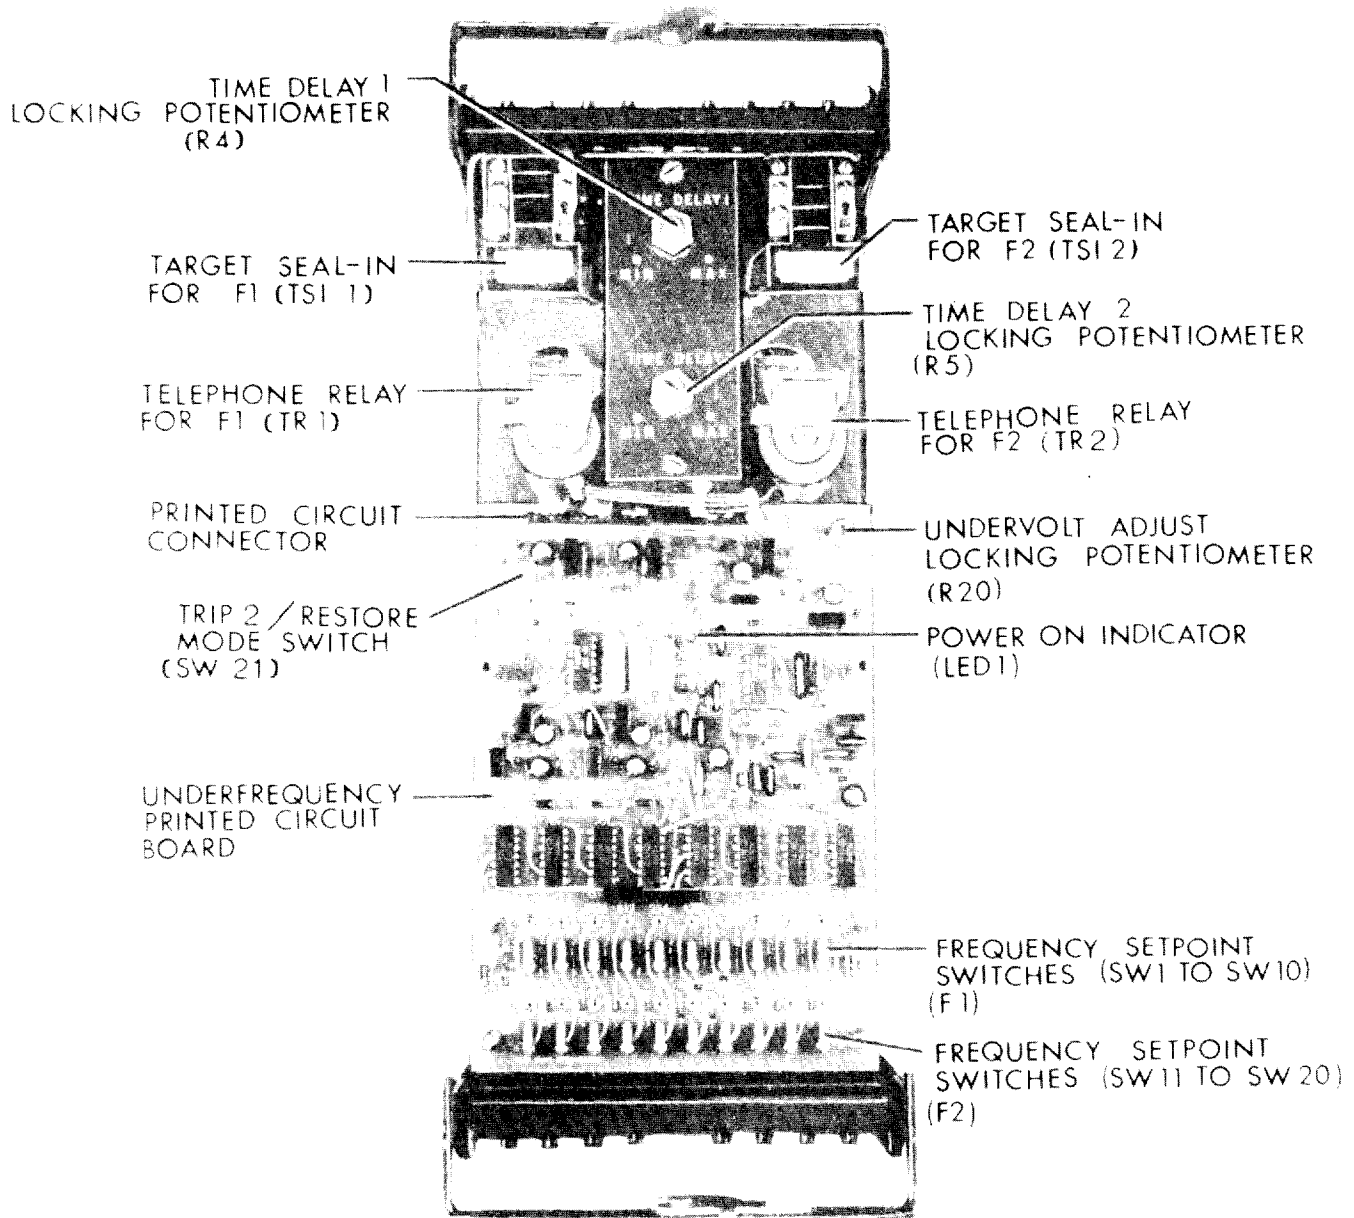 TIME DELAY 1
LOCKING POTENTIOMETER
(R4)
TARGET SEAL-IN
FOR F1 (TSI 1)
TELEPHONE RELAY
FOR F1 (TR1)
PRINTED CIRCUIT
CONNECTOR
TRIP 2 / RESTORE
MODE SWITCH
(SW 21)
UNDERFREQUENCY
PRINTED CIRCUIT
BOARD
TIME DELAY 1
MIN MAX
MIN MAX
TARGET SEAL-IN
FOR F2 (TSI 2)
TIME DELAY 2
LOCKING POTENTIOMETER
(R5)
TELEPHONE RELAY
FOR F2 (TR2)
UNDERVOLT ADJUST
LOCKING POTENTIOMETER
(R20)
POWER ON INDICATOR
(LED1)
FREQUENCY SETPOINT
SWITCHES (SW1 TO SW10)
(F1)
FREQUENCY SETPOINT
SWITCHES (SW11 TO SW20)
(F2)